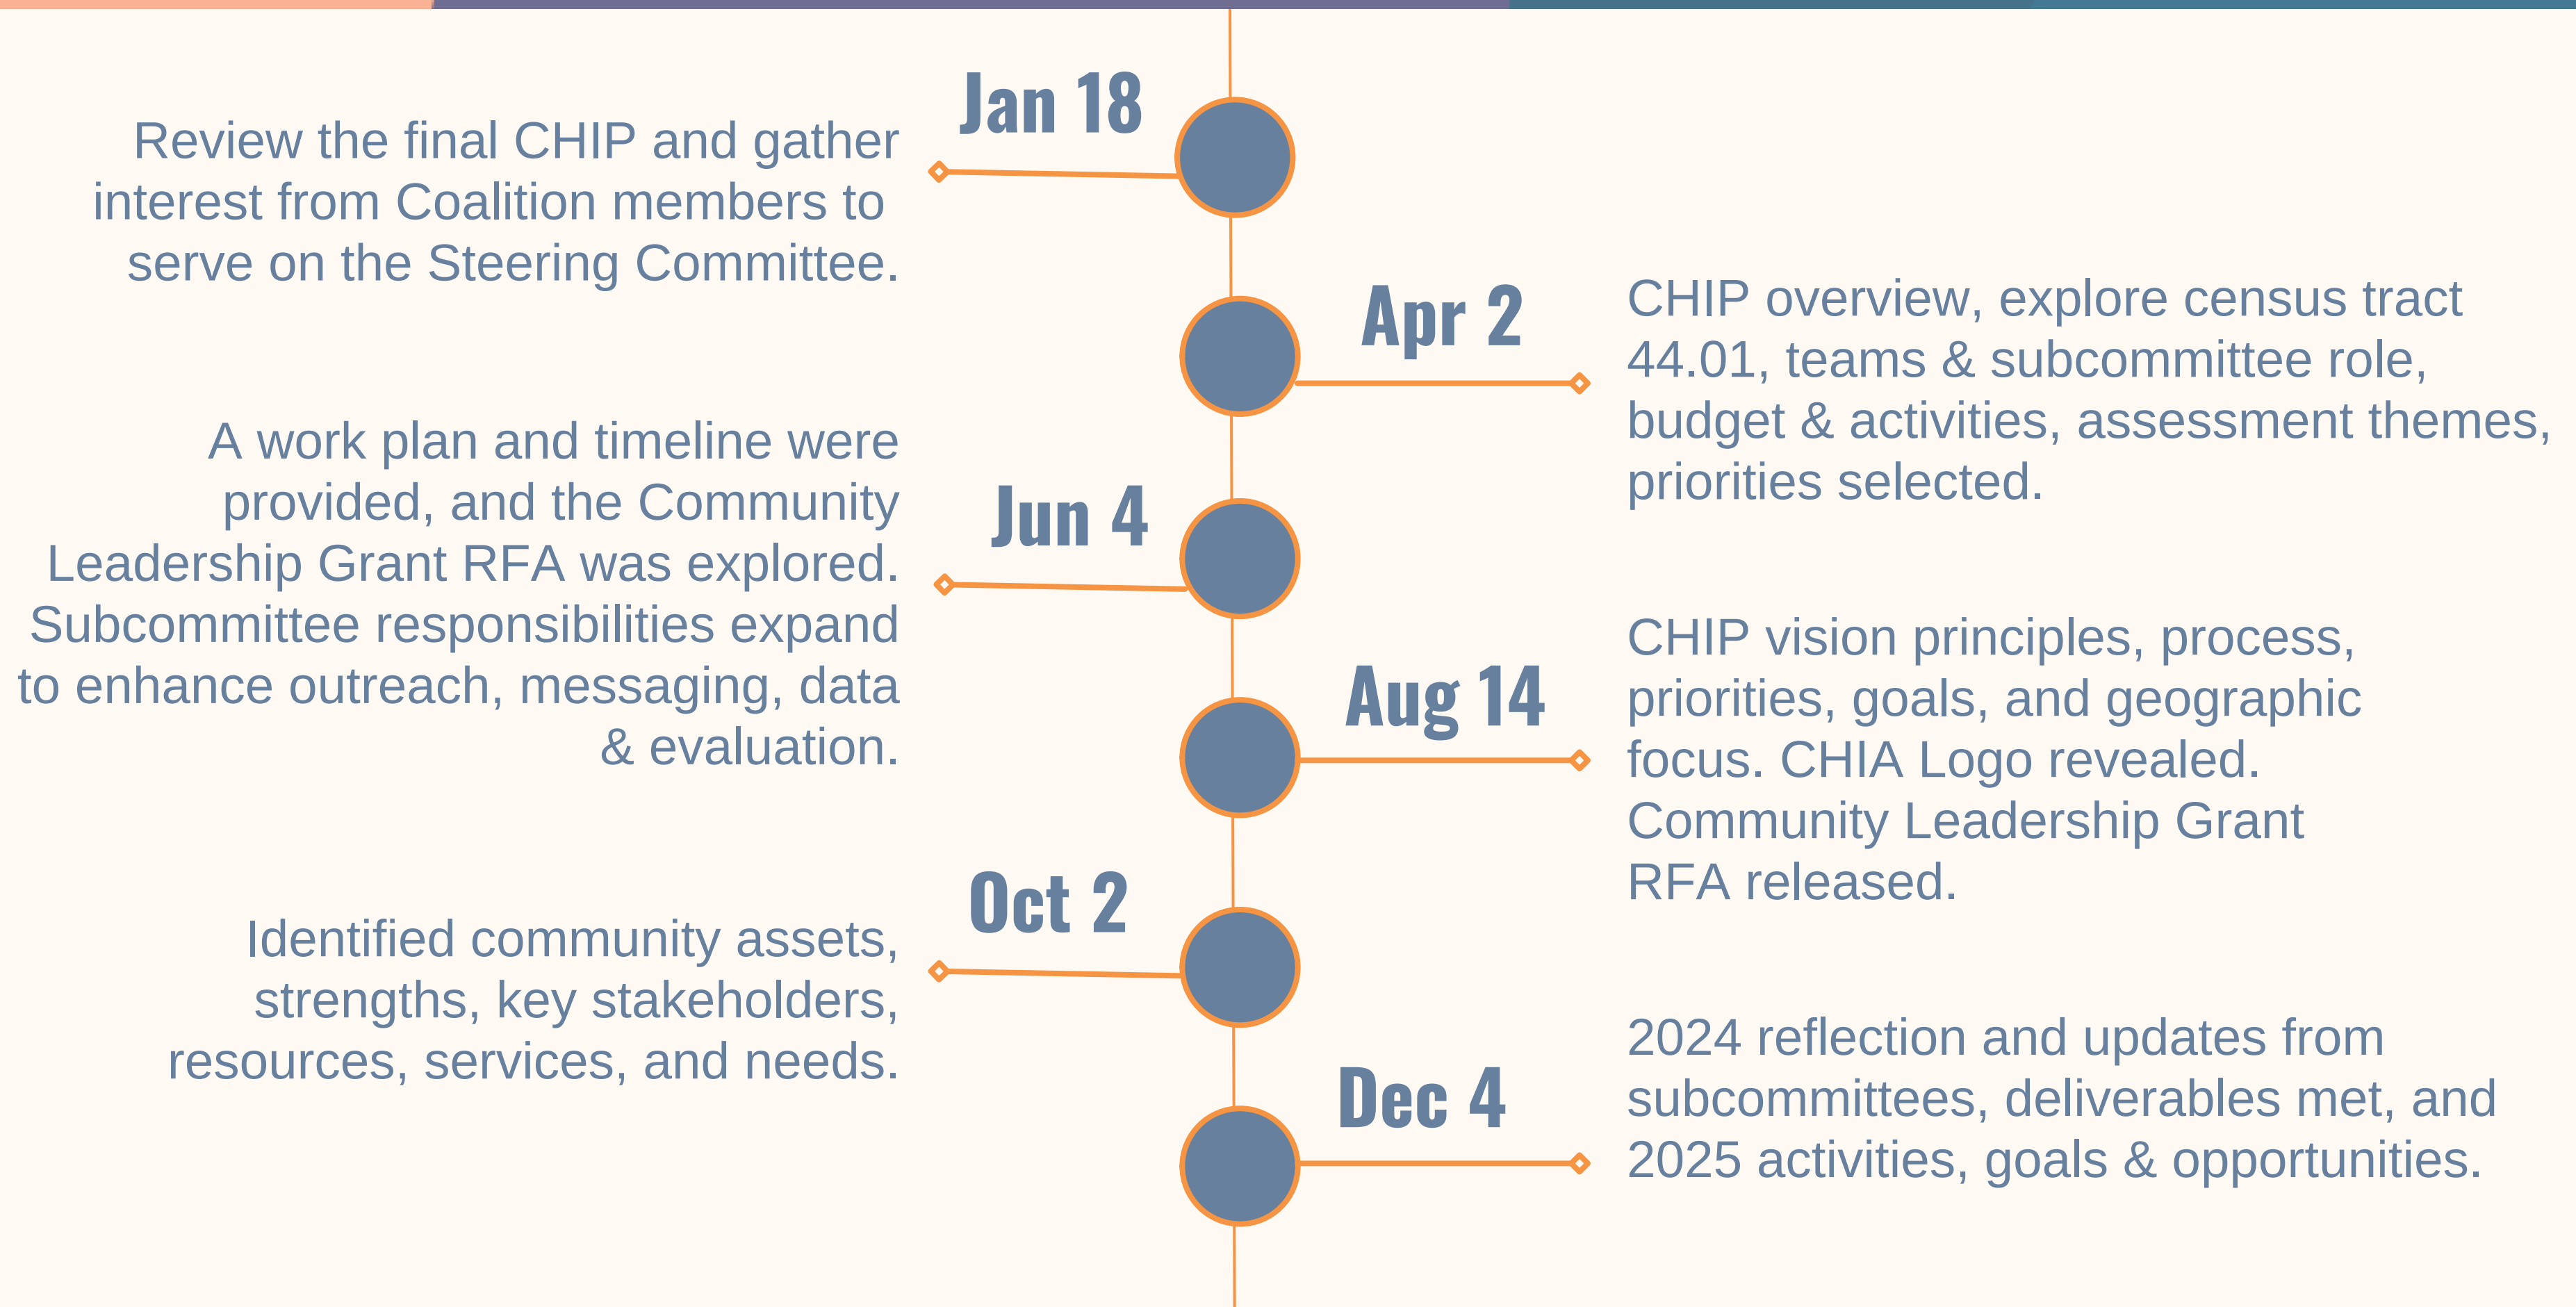 Jan 18
Review the final CHIP and gather
interest from Coalition members to
serve on the Steering Committee.
Apr 2
CHIP overview, explore census tract
44.01, teams & subcommittee role,
budget & activities, assessment themes,
priorities selected.
Jun 4
A work plan and timeline were
provided, and the Community
Leadership Grant RFA was explored.
Subcommittee responsibilities expand
to enhance outreach, messaging, data
& evaluation.
Aug 14
CHIP vision principles, process,
priorities, goals, and geographic
focus. CHIA Logo revealed.
Community Leadership Grant
RFA released.
Oct 2
Identified community assets,
strengths, key stakeholders,
resources, services, and needs.
Dec 4
2024 reflection and updates from
subcommittees, deliverables met, and
2025 activities, goals & opportunities.